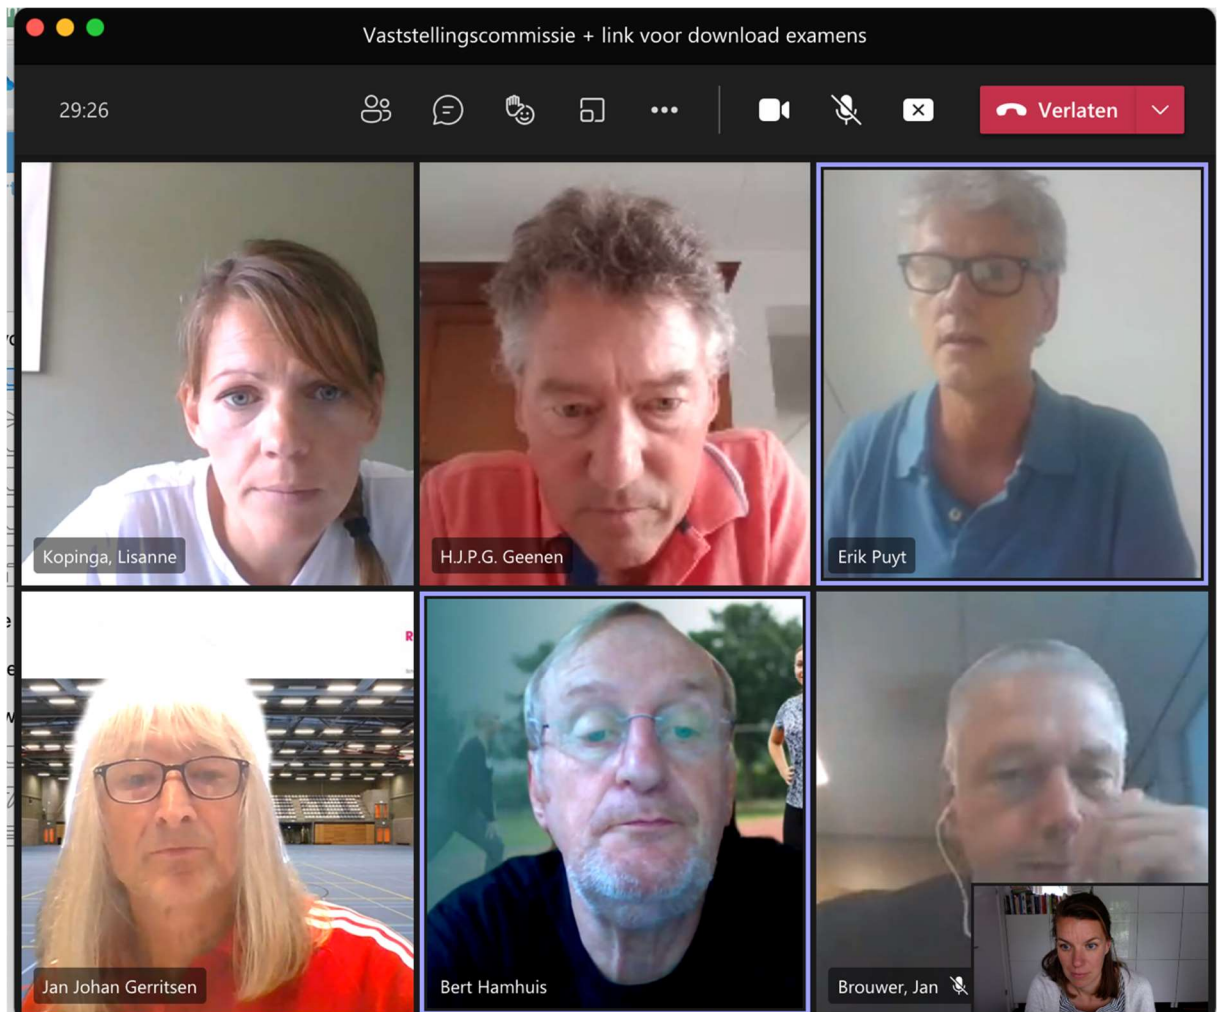 Vaststellingscommissie + link voor download examens
29:26
Verlaten
Kopinga, Lisanne
H.J.P.G. Geenen
Erik Puyt
R
Jan Johan Gerritsen
Bert Hamhuis
Brouwer, Jan